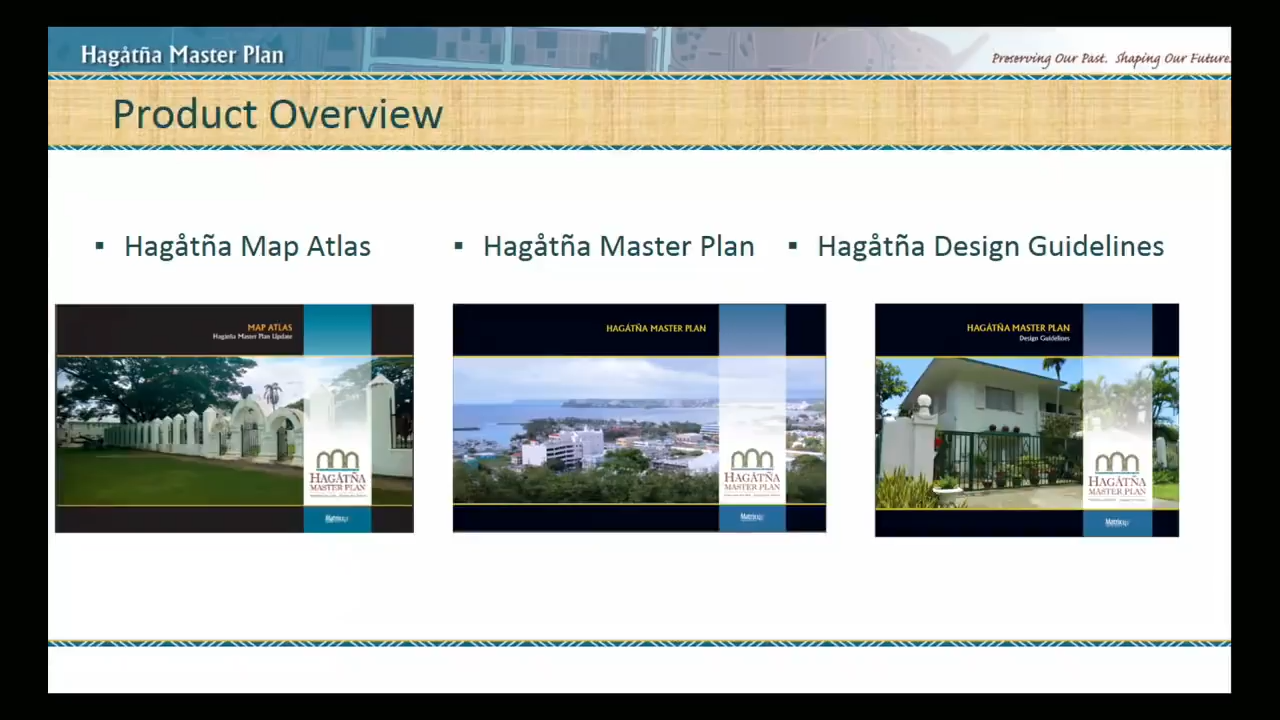 Hagåtña Master Plan
Preserving Our Past. Shaping Our Future.
Product Overview
▪ Hagåtña Map Atlas
▪ Hagåtña Master Plan
▪ Hagåtña Design Guidelines
MAP ATLAS
Hagåtña Master Plan Update
HAGÅTÑA
MASTER PLAN
HAGÅTÑA MASTER PLAN
HAGÅTÑA
MASTER PLAN
HAGÅTÑA MASTER PLAN
Design Guidelines
HAGÅTÑA
MASTER PLAN